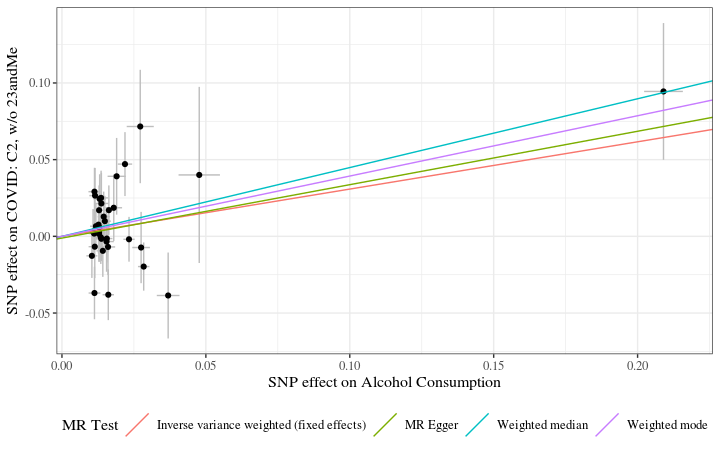 SNP effect on COVID: C2, w/o 23andMe
0.10
0.05
0.00
-0.05
0.00 0.05 0.10 0.15 0.20
SNP effect on Alcohol Consumption
MR Test Inverse variance weighted (fixed effects) MR Egger Weighted median Weighted mode